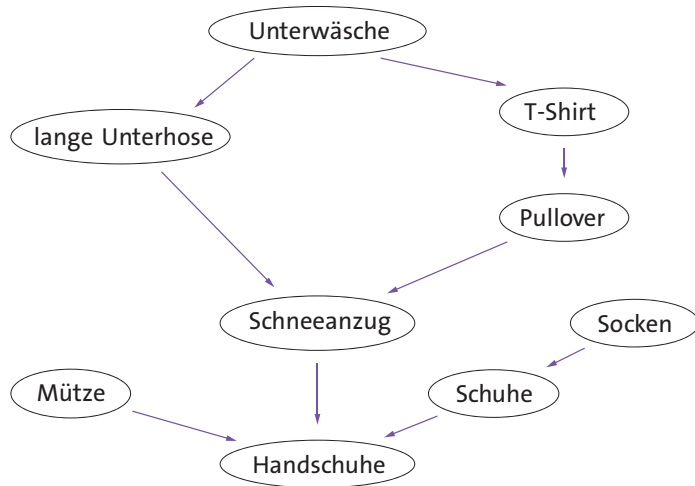 Unterwäsche
T-Shirt
lange Unterhose
Pullover
Schneeanzug
Socken
Mütze
Schuhe
Handschuhe